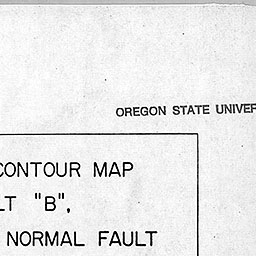 OREGON STATE UNIVER
CONTOUR MAP
LT "B",
NORMAL FAULT